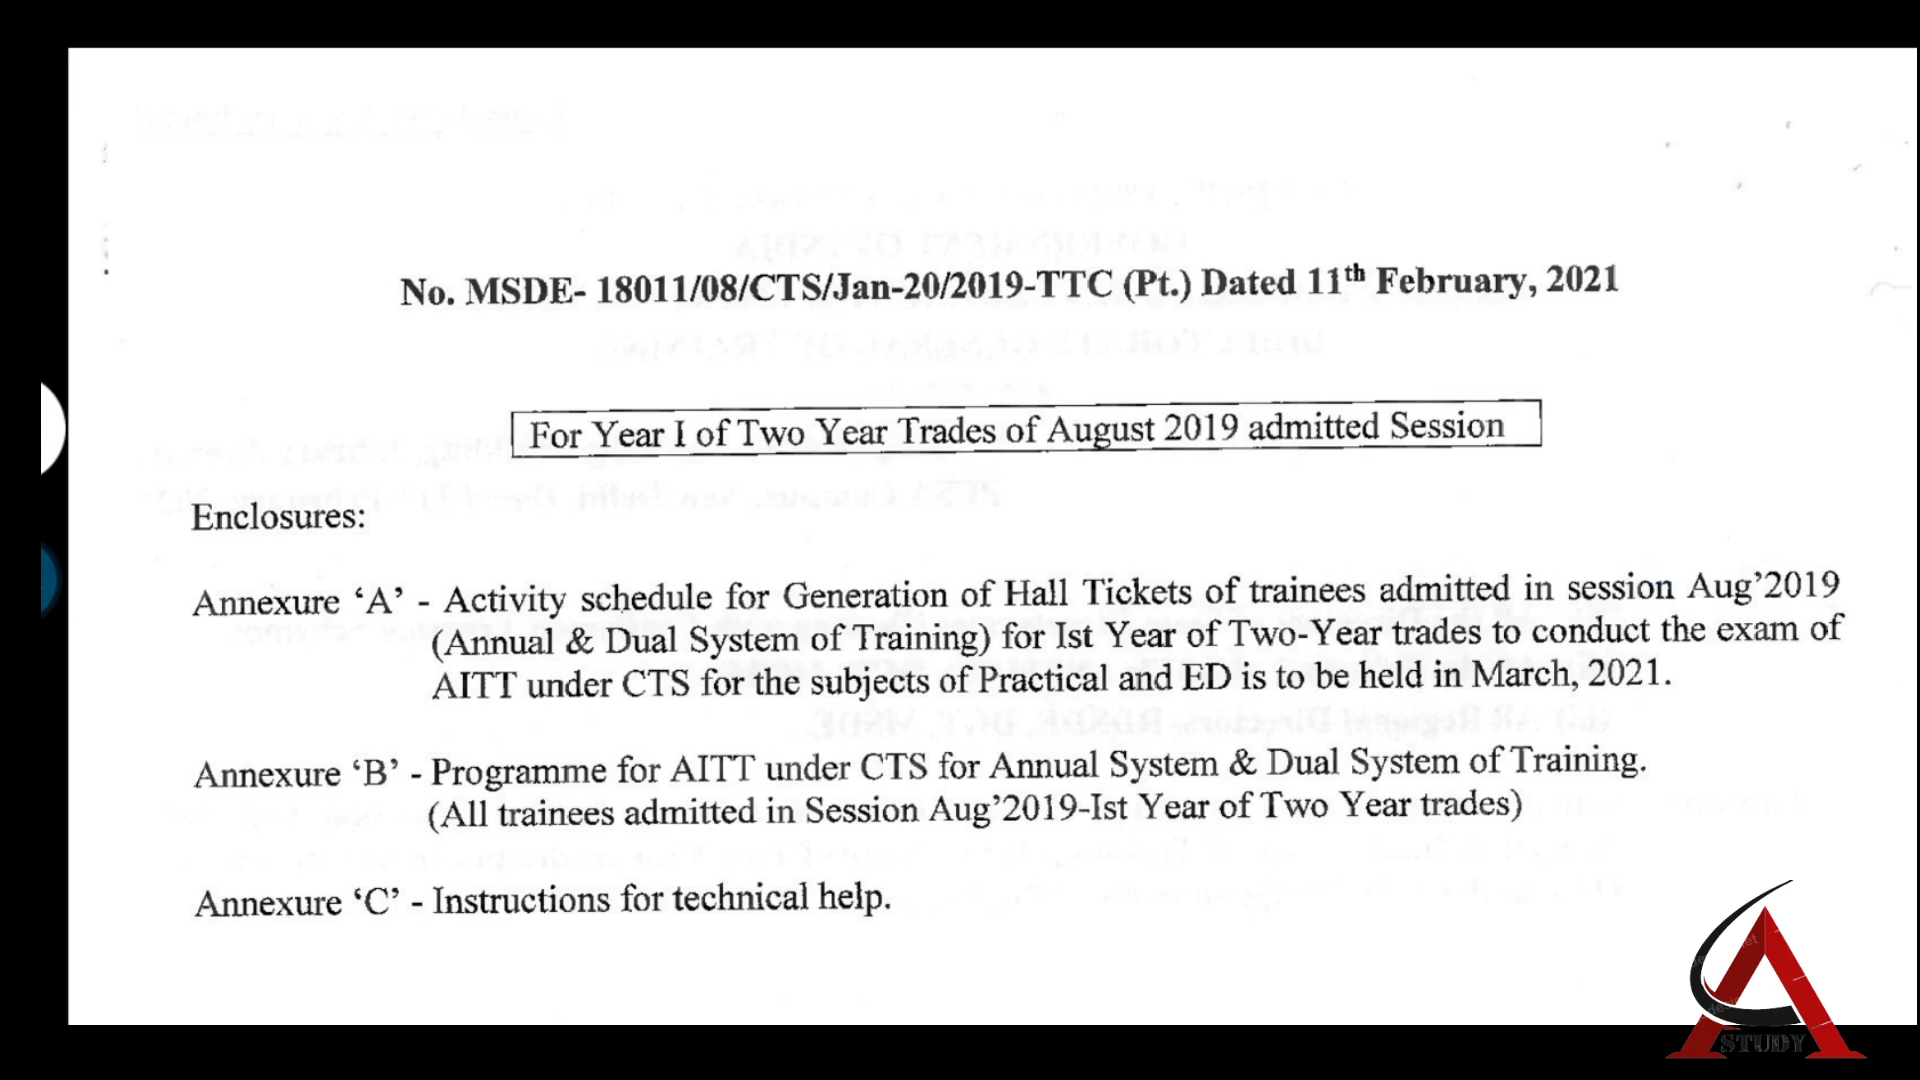 No. MSDE- 18011/08/CTS/Jan-20/2019-TTC (Pt.) Dated 11th February, 2021
For Year I of Two Year Trades of August 2019 admitted Session
Enclosures:
Annexure ‘A’ - Activity schedule for Generation of Hall Tickets of trainees admitted in session Aug’2019
(Annual & Dual System of Training) for Ist Year of Two-Year trades to conduct the exam of
AITT under CTS for the subjects of Practical and ED is to be held in March, 2021.
Annexure ‘B’ - Programme for AITT under CTS for Annual System & Dual System of Training.
(All trainees admitted in Session Aug’2019-Ist Year of Two Year trades)
Annexure ‘C’ - Instructions for technical help.
STUDY